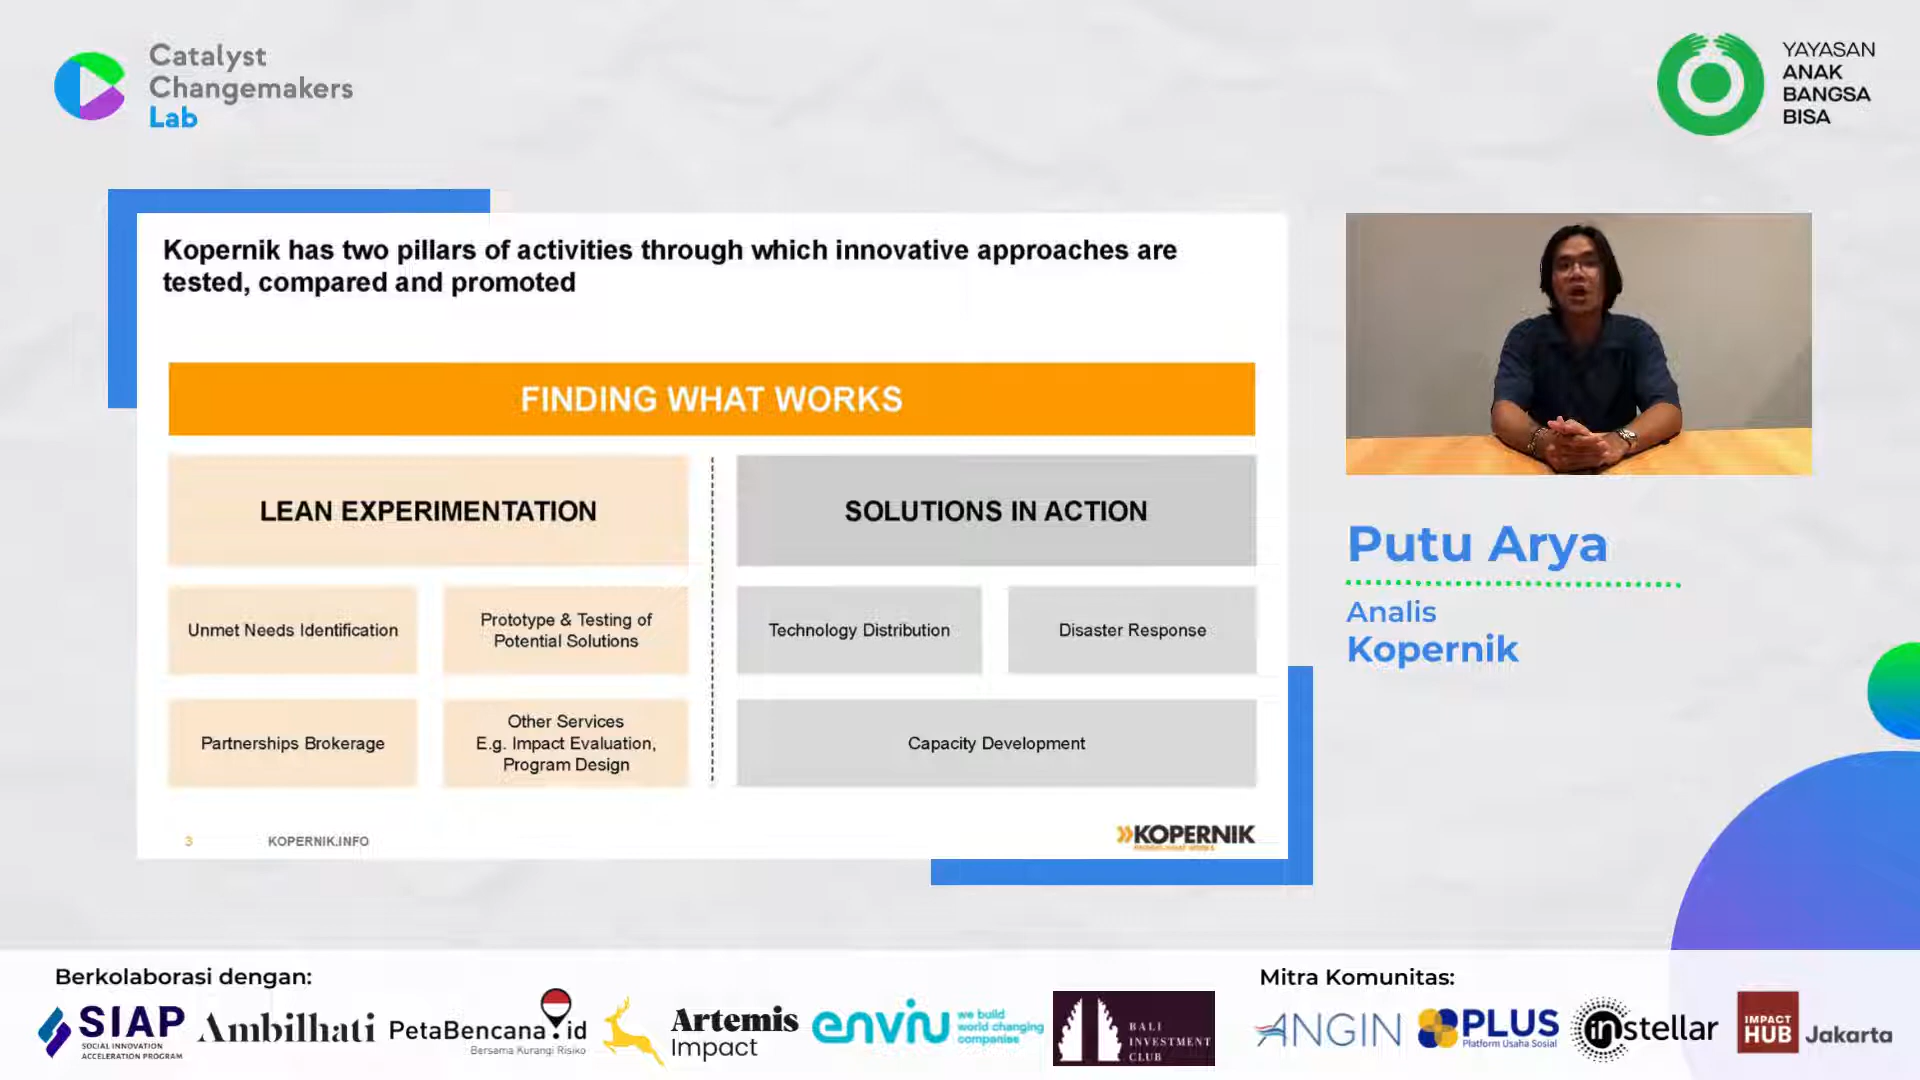 Catalyst
Changemakers
Lab
YAYASAN
ANAK
BANGSA
BISA
Kopernik has two pillars of activities through which innovative approaches are
tested, compared and promoted
FINDING WHAT WORKS
LEAN EXPERIMENTATION
SOLUTIONS IN ACTION
Unmet Needs Identification
Prototype & Testing of
Potential Solutions
Technology Distribution
Disaster Response
Partnerships Brokerage
Other Services
E.g. Impact Evaluation,
Program Design
Capacity Development
3
KOPERNIK.INFO
KOPERNIK
Putu Arya
Analis
Kopernik
Berkolaborasi dengan:
SIAP
SOCIAL INNOVATION
ACCELERATION PROGRAM
Ambilhati
PetaBencana.id
Bersama Kurangi Risiko
Artemis
Impact
enviu
we build
world changing
companies
BALI
INVESTMENT
CLUB
Mitra Komunitas:
ANGIN
PLUS
Platform Usaha Sosial
instellar
IMPACT
HUB
Jakarta